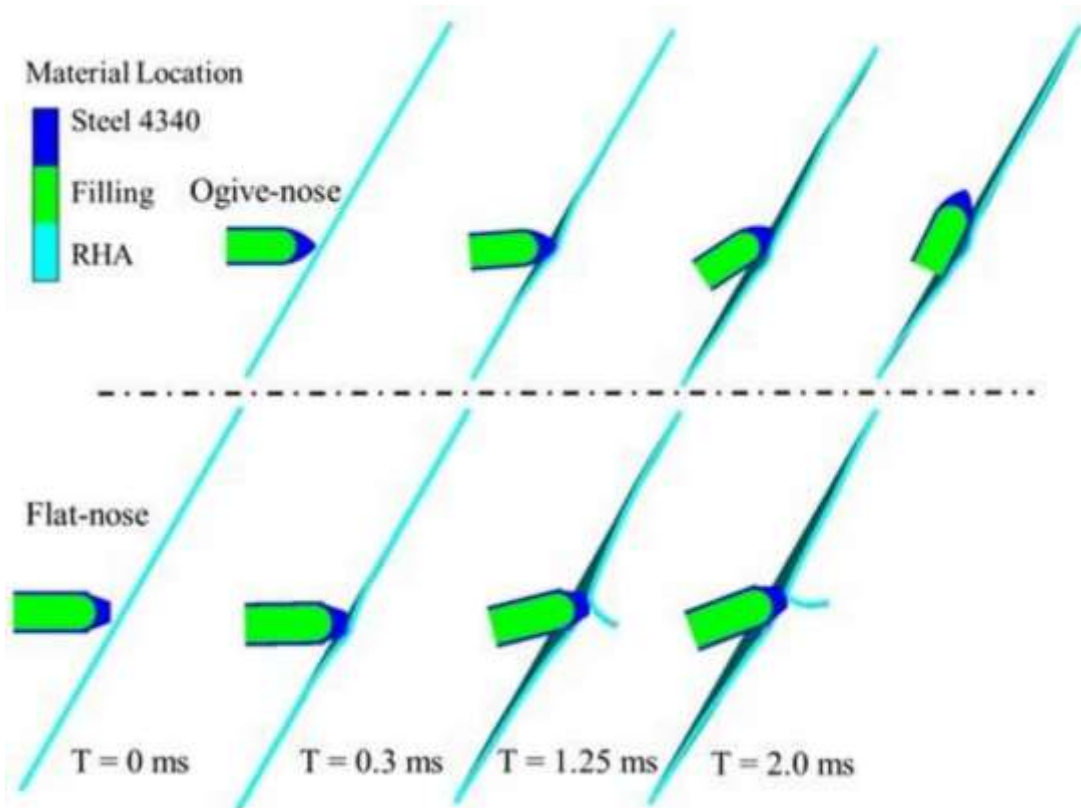 Material Location
Steel 4340
Filling
RHA
Ogive-nose
Flat-nose
T = 0 ms
T = 0.3 ms
T = 1.25 ms
T = 2.0 ms